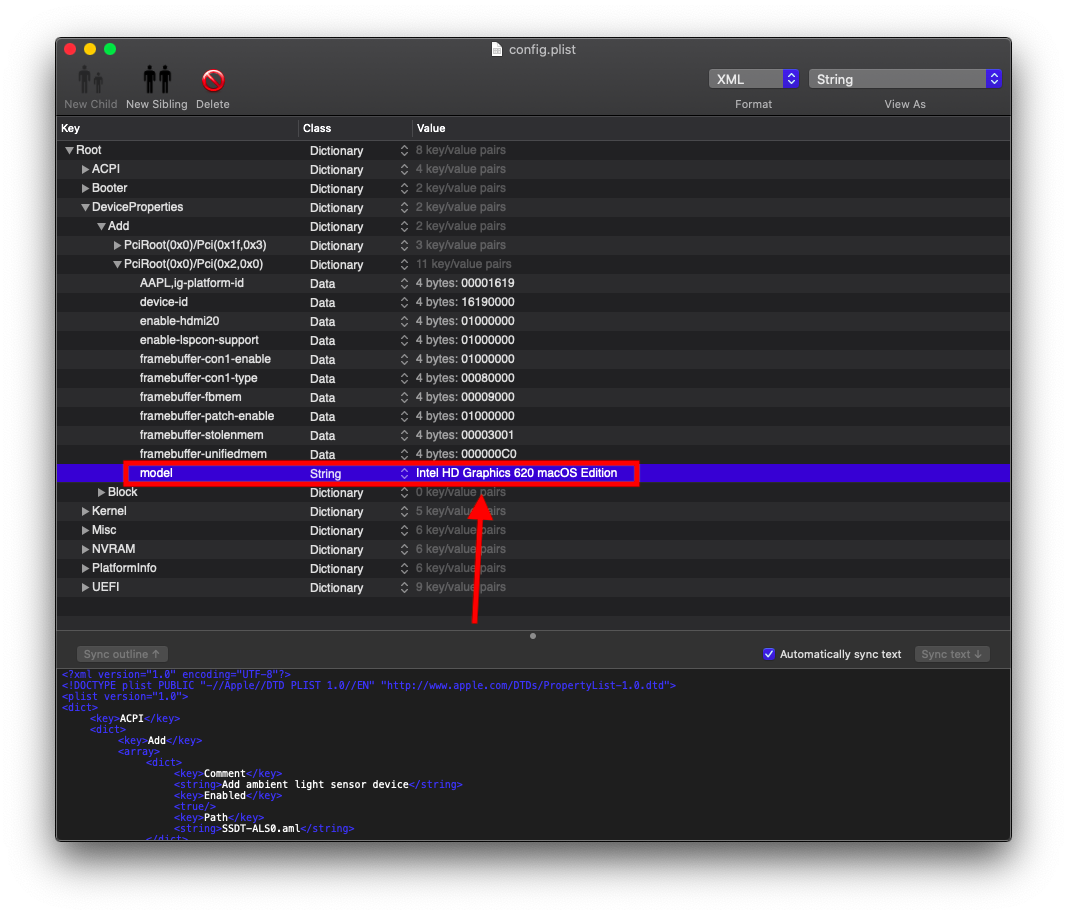 config.plist
New Child New Sibling Delete
XML String
Format View As
Key Class Value
Root Dictionary 8 key/value pairs
ACPI Dictionary 4 key/value pairs
Booter Dictionary 2 key/value pairs
DeviceProperties Dictionary 2 key/value pairs
Add Dictionary 2 key/value pairs
PciRoot(0x0)/Pci(0x1f,0x3) Dictionary 3 key/value pairs
PciRoot(0x0)/Pci(0x2,0x0) Dictionary 11 key/value pairs
AAPL,ig-platform-id Data 4 bytes: 00001619
device-id Data 4 bytes: 16190000
enable-hdmi20 Data 4 bytes: 01000000
enable-lspcon-support Data 4 bytes: 01000000
framebuffer-con1-enable Data 4 bytes: 01000000
framebuffer-con1-type Data 4 bytes: 00080000
framebuffer-fbmem Data 4 bytes: 00009000
framebuffer-patch-enable Data 4 bytes: 01000000
framebuffer-stolenmem Data 4 bytes: 00003001
framebuffer-unifiedmem Data 4 bytes: 000000C0
model String Intel HD Graphics 620 macOS Edition
Block Dictionary 0 key/value pairs
Kernel Dictionary 5 key/value pairs
Misc Dictionary 6 key/value pairs
NVRAM Dictionary 6 key/value pairs
PlatformInfo Dictionary 6 key/value pairs
UEFI Dictionary 9 key/value pairs
Sync outline ↑ Automatically sync text Sync text ↓
<?xml version="1.0" encoding="UTF-8"?>
<!DOCTYPE plist PUBLIC "-//Apple//DTD PLIST 1.0//EN" "http://www.apple.com/DTDs/PropertyList-1.0.dtd">
<plist version="1.0">
<dict>
<key>ACPI</key>
<dict>
<key>Add</key>
<array>
<dict>
<key>Comment</key>
<string>Add ambient light sensor device</string>
<key>Enabled</key>
<true/>
<key>Path</key>
<string>SSDT-ALS0.aml</string>
</dict>